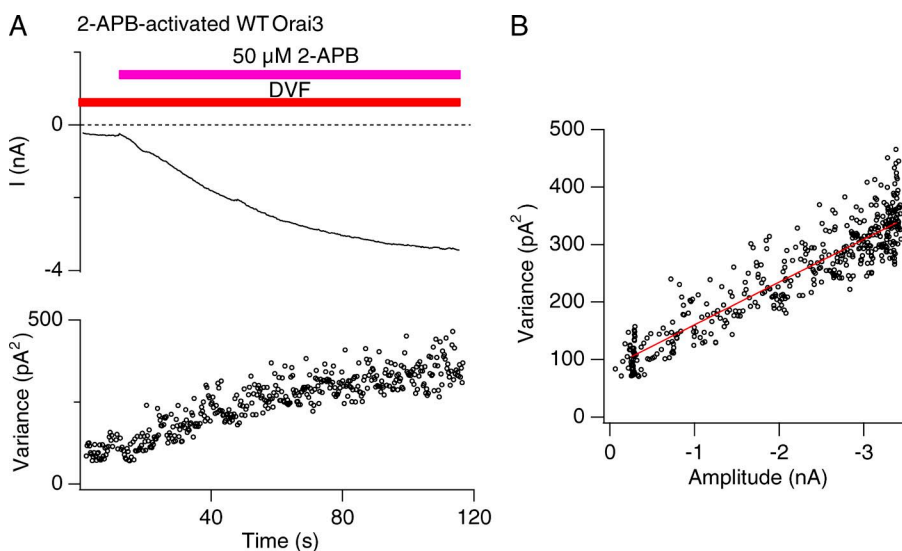 A
2-APB-activated WT Orai3
50 µM 2-APB
DVF
0
-4
I (nA)
500
0
Variance (pA2)
40
80
120
Time (s)
B
500
400
300
200
100
0
Variance (pA2)
0
-1
-2
-3
Amplitude (nA)